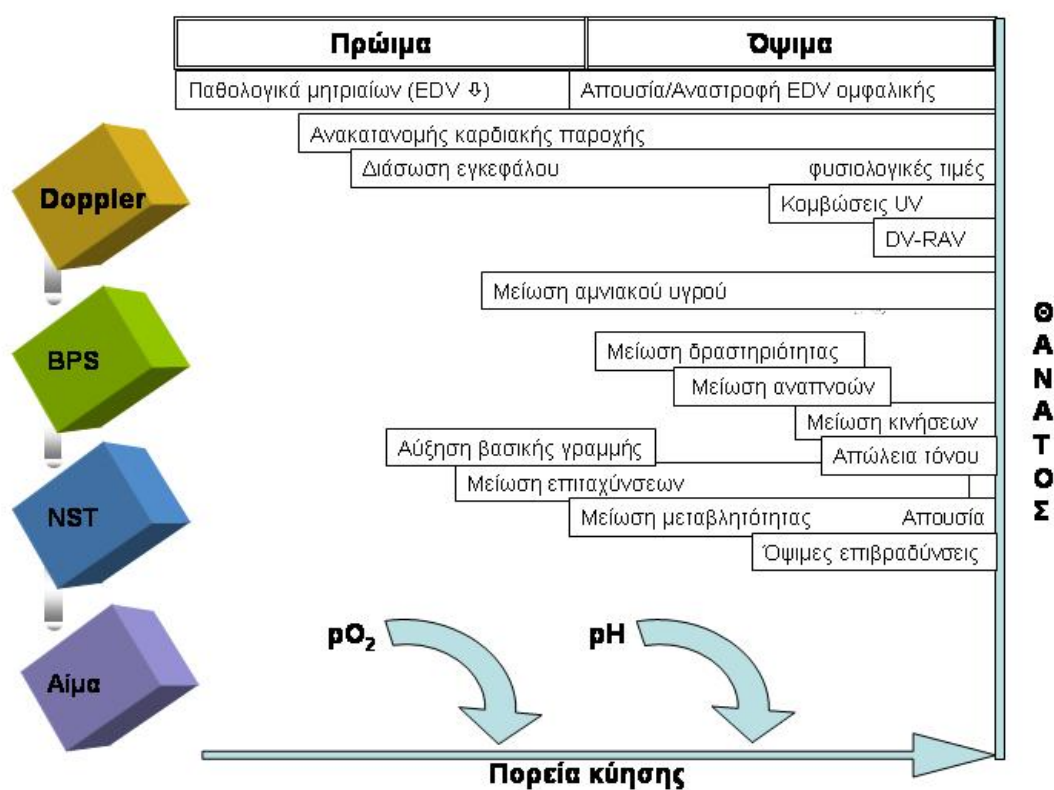 Πρώιμα Όψιμα
Παθολογικά μητριαίων (EDV ⇩) Απουσία/Αναστροφή EDV ομφαλικής
Ανακατανομής καρδιακής παροχής
Διάσωση εγκεφάλου φυσιολογικές τιμές
Doppler
Κομβώσεις UV
DV-RAV
Μείωση αμνιακού υγρού
BPS
Μείωση δραστηριότητας
Μείωση αναπνοών
Μείωση κινήσεων
Αύξηση βασικής γραμμής Απώλεια τόνου
Μείωση επιταχύνσεων
NST
Μείωση μεταβλητότητας Απουσία
Όψιμες επιβραδύνσεις
pO₂ pH
Αίμα
Πορεία κύησης
ΘΑΝΑΤΟΣ